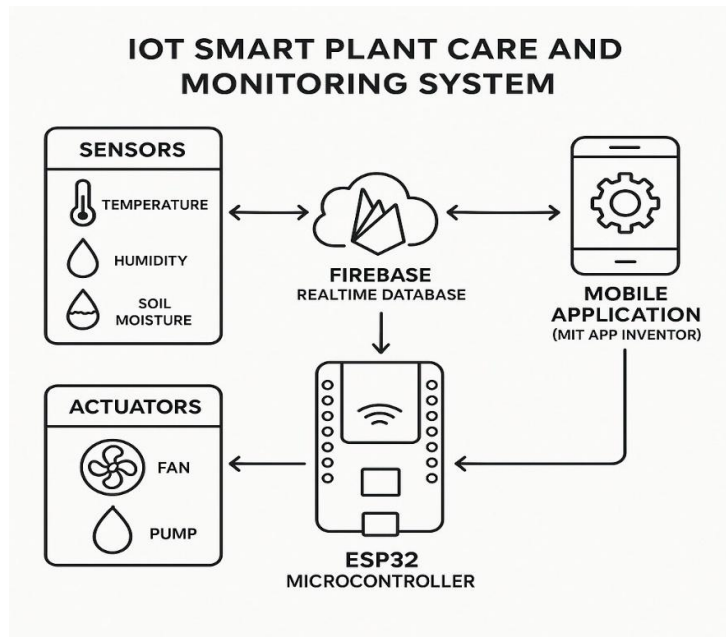 IOT SMART PLANT CARE AND
MONITORING SYSTEM
SENSORS
TEMPERATURE
HUMIDITY
SOIL
MOISTURE
FIREBASE
REALTIME DATABASE
MOBILE
APPLICATION
(MIT APP INVENTOR)
ACTUATORS
FAN
PUMP
ESP32
MICROCONTROLLER